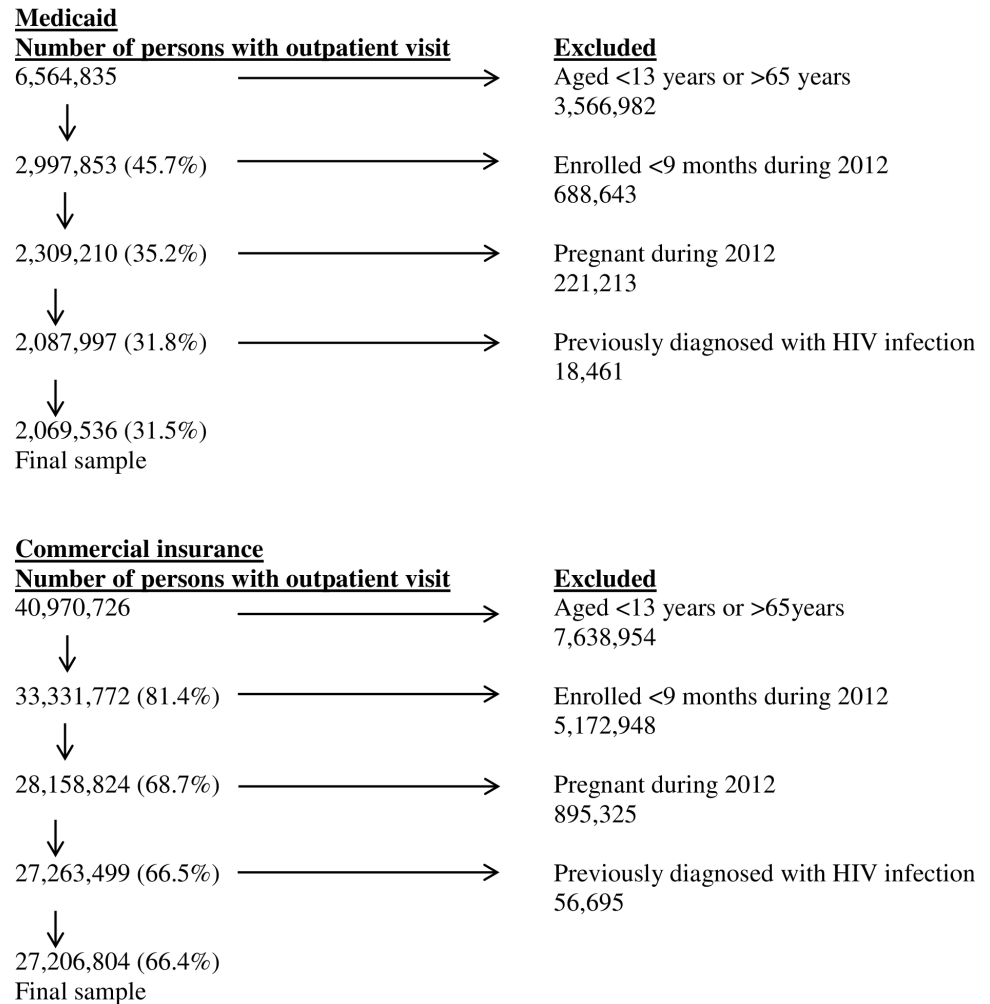 Medicaid
Number of persons with outpatient visit Excluded
6,564,835 Aged <13 years or >65 years
3,566,982
2,997,853 (45.7%) Enrolled <9 months during 2012
688,643
2,309,210 (35.2%) Pregnant during 2012
221,213
2,087,997 (31.8%) Previously diagnosed with HIV infection
18,461
2,069,536 (31.5%)
Final sample
Commercial insurance
Number of persons with outpatient visit Excluded
40,970,726 Aged <13 years or >65years
7,638,954
33,331,772 (81.4%) Enrolled <9 months during 2012
5,172,948
28,158,824 (68.7%) Pregnant during 2012
895,325
27,263,499 (66.5%) Previously diagnosed with HIV infection
56,695
27,206,804 (66.4%)
Final sample